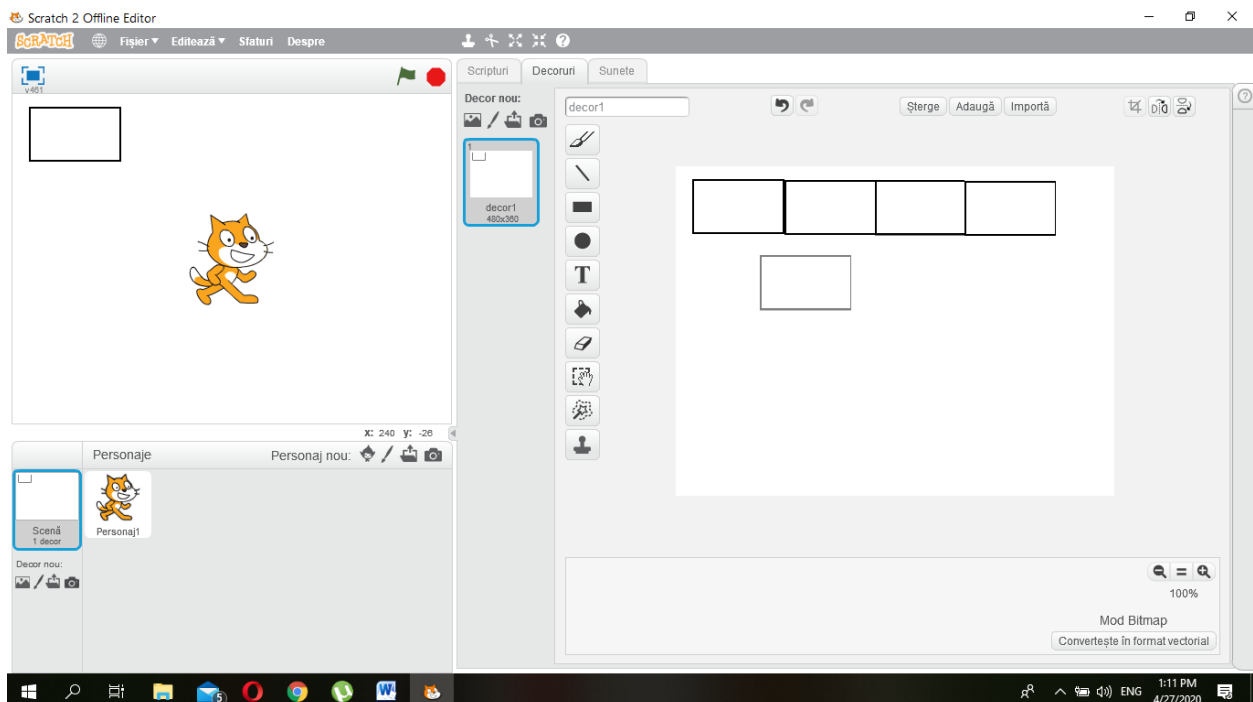 Scratch 2 Offline Editor
SCRATCH Fișier Editează Sfaturi Despre
v461
Scripturi Decoruri Sunete
Decor nou:
1
decor1
480x360
decor1
Șterge Adaugă Importă
T
X: 240 y: -26
Personaje Personaj nou:
Scenă
1 decor
Personaj1
Decor nou:
100%
Mod Bitmap
Convertește în format vectorial
5
W
ENG
1:11 PM
4/27/2020